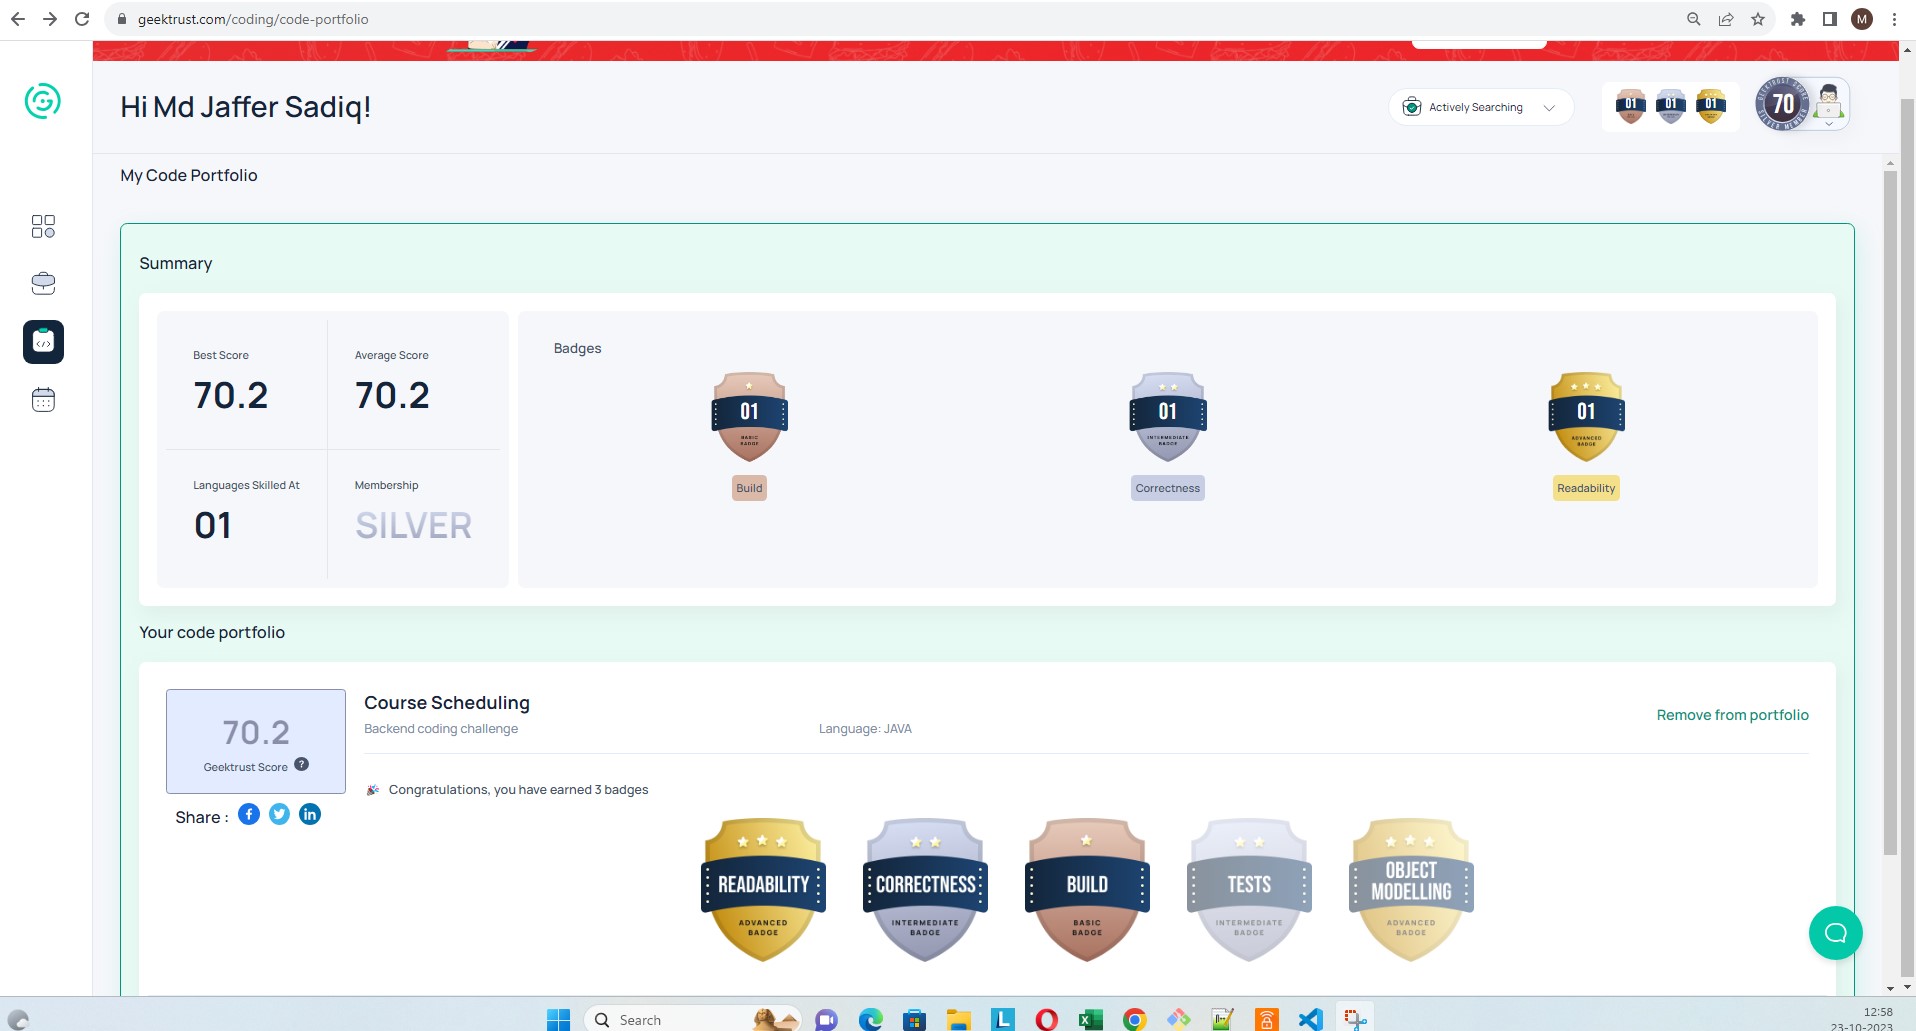 geektrust.com/coding/code-portfolio
M
Hi Md Jaffer Sadiq!
Actively Searching
01
01
01
70
SILVER MEMBER
My Code Portfolio
Summary
Best Score
70.2
Average Score
70.2
Languages Skilled At
01
Membership
SILVER
Badges
01
BASIC
BADGE
Build
01
INTERMEDIATE
BADGE
Correctness
01
ADVANCED
BADGE
Readability
Your code portfolio
70.2
Geektrust Score ?
Share :
Course Scheduling
Backend coding challenge
Language: JAVA
Remove from portfolio
Congratulations, you have earned 3 badges
READABILITY
ADVANCED
BADGE
CORRECTNESS
INTERMEDIATE
BADGE
BUILD
BASIC
BADGE
TESTS
INTERMEDIATE
BADGE
OBJECT
MODELLING
ADVANCED
BADGE
Search
12:58
23-10-2023